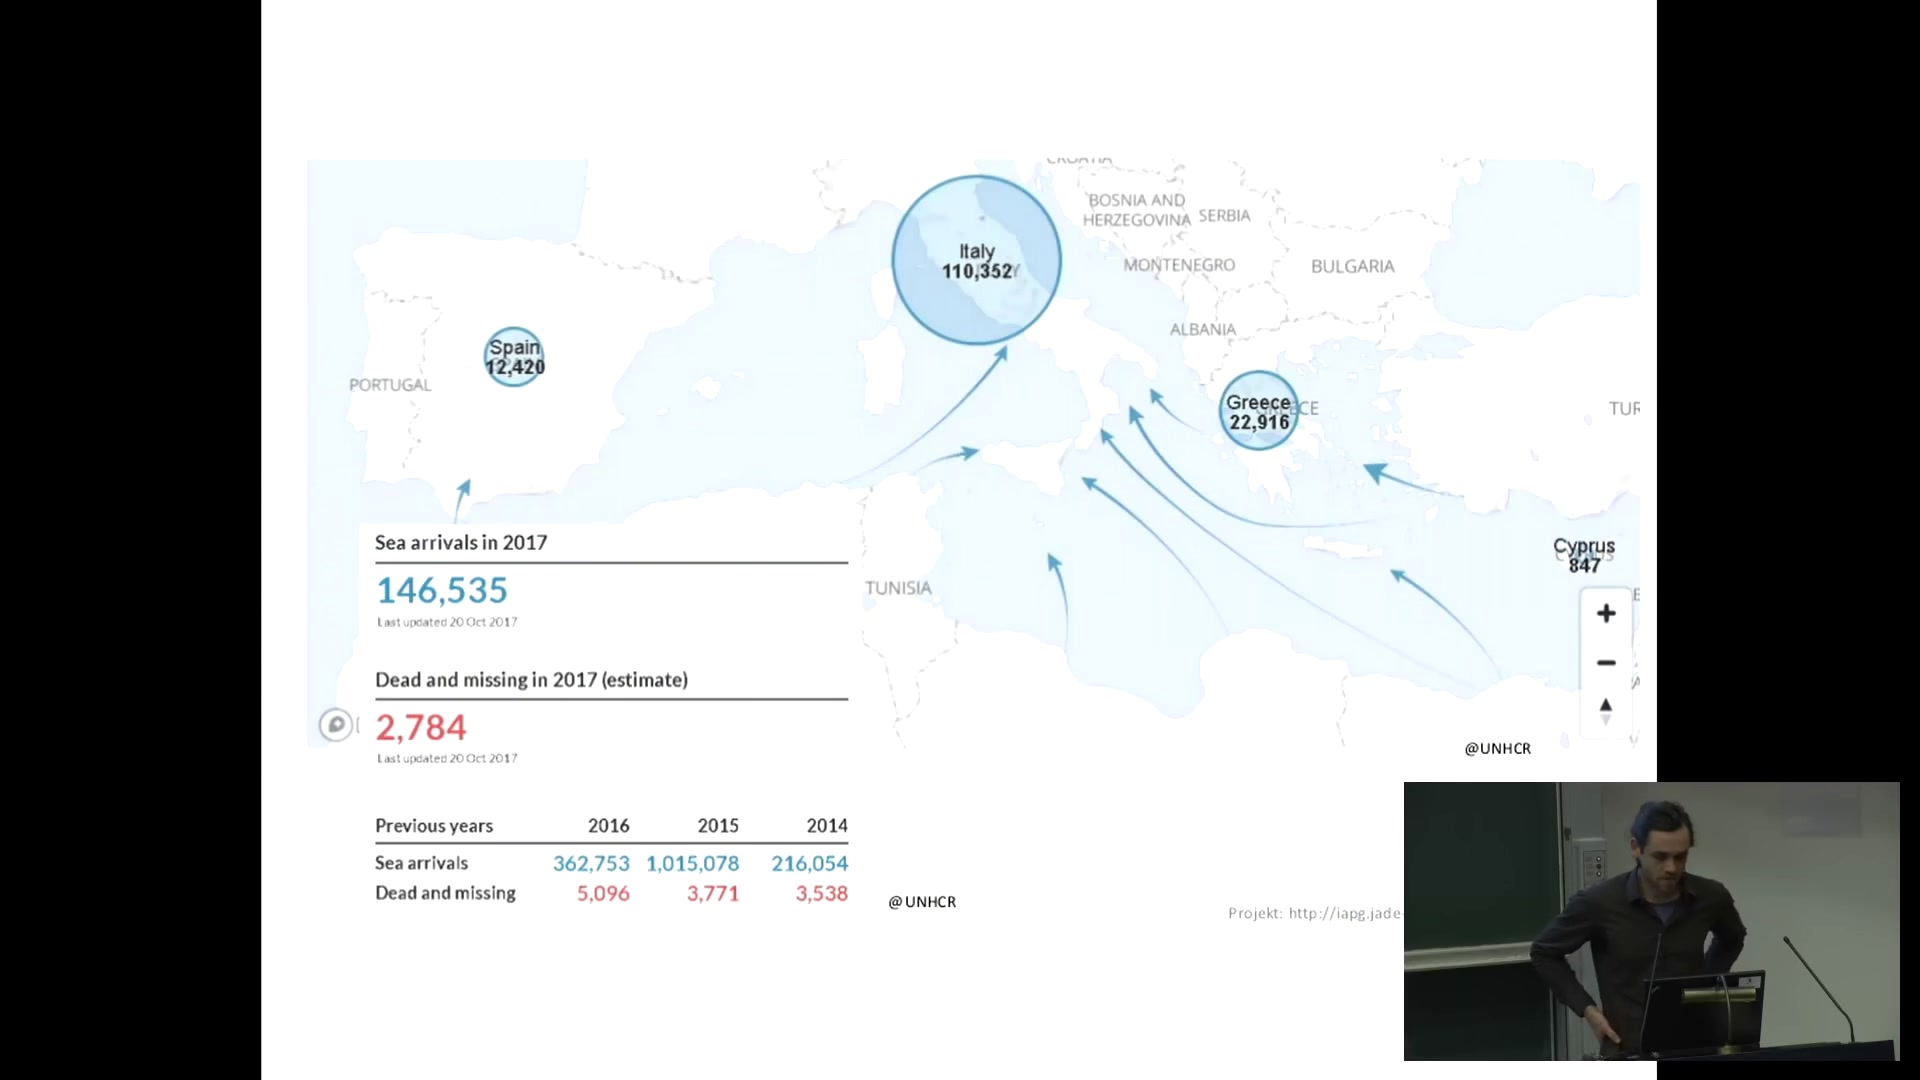 CROATIA
BOSNIA AND
HERZEGOVINA
SERBIA
Italy
110,352
MONTENEGRO
BULGARIA
ALBANIA
Spain
12,420
PORTUGAL
Greece
22,916
TUR
Cyprus
847
TUNISIA
Sea arrivals in 2017
146,535
Last updated 20 Oct 2017
Dead and missing in 2017 (estimate)
2,784
Last updated 20 Oct 2017
@UNHCR
Previous years 2016 2015 2014
Sea arrivals 362,753 1,015,078 216,054
Dead and missing 5,096 3,771 3,538
@UNHCR
Projekt: http://iapg.jade-